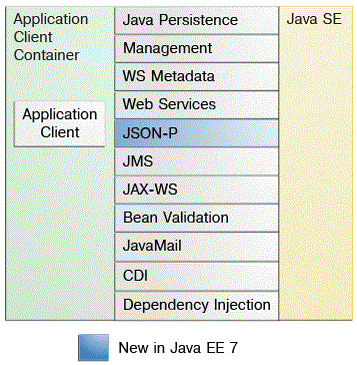 Application
Client
Container
Application
Client
Java Persistence
Management
WS Metadata
Web Services
JSON-P
JMS
JAX-WS
Bean Validation
JavaMail
CDI
Dependency Injection
Java SE
New in Java EE 7